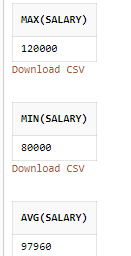 MAX(SALARY)
120000
Download CSV
MIN(SALARY)
80000
Download CSV
AVG(SALARY)
97960